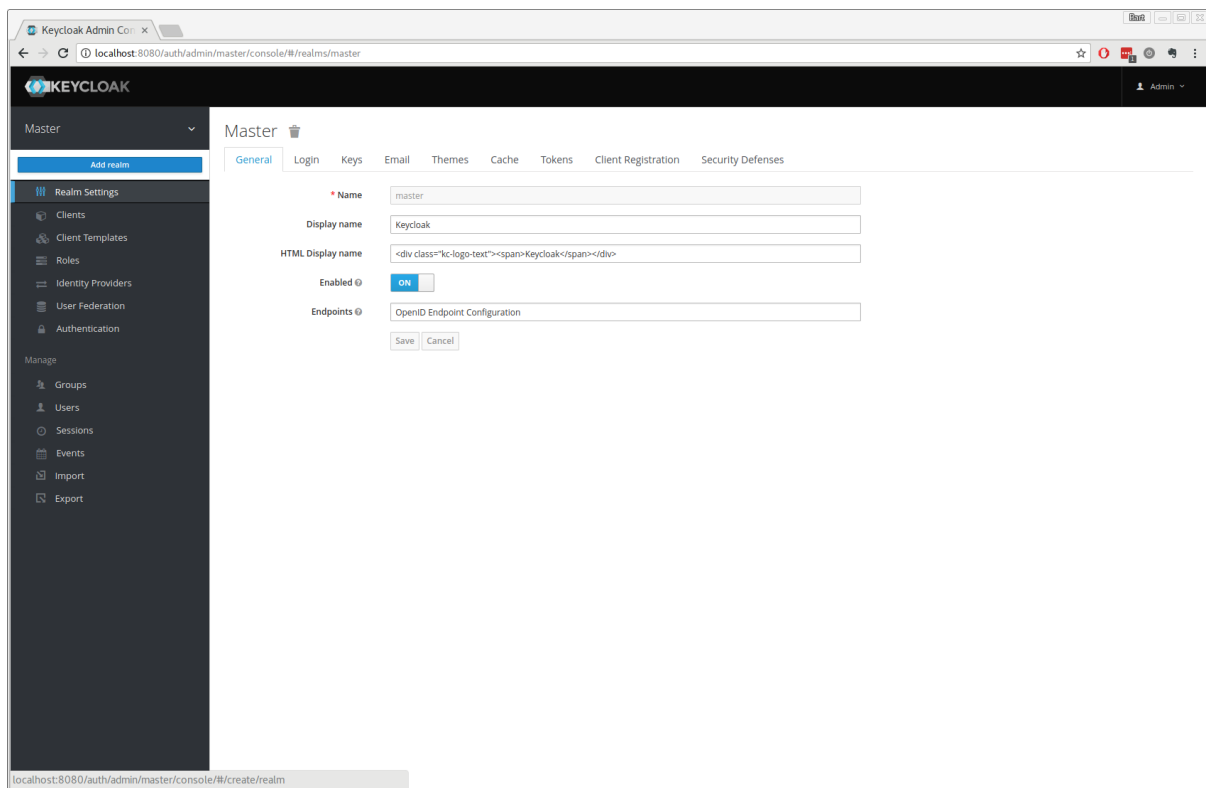 Bart
Keycloak Admin Con
localhost:8080/auth/admin/master/console/#/realms/master
1
KEYCLOAK
Admin
Master
Add realm
Realm Settings
Clients
Client Templates
Roles
Identity Providers
User Federation
Authentication
Manage
Groups
Users
Sessions
Events
Import
Export
Master
General Login Keys Email Themes Cache Tokens Client Registration Security Defenses
* Name master
Display name Keycloak
HTML Display name <div class="kc-logo-text"><span>Keycloak</span></div>
Enabled ON
Endpoints OpenID Endpoint Configuration
Save Cancel
localhost:8080/auth/admin/master/console/#/create/realm